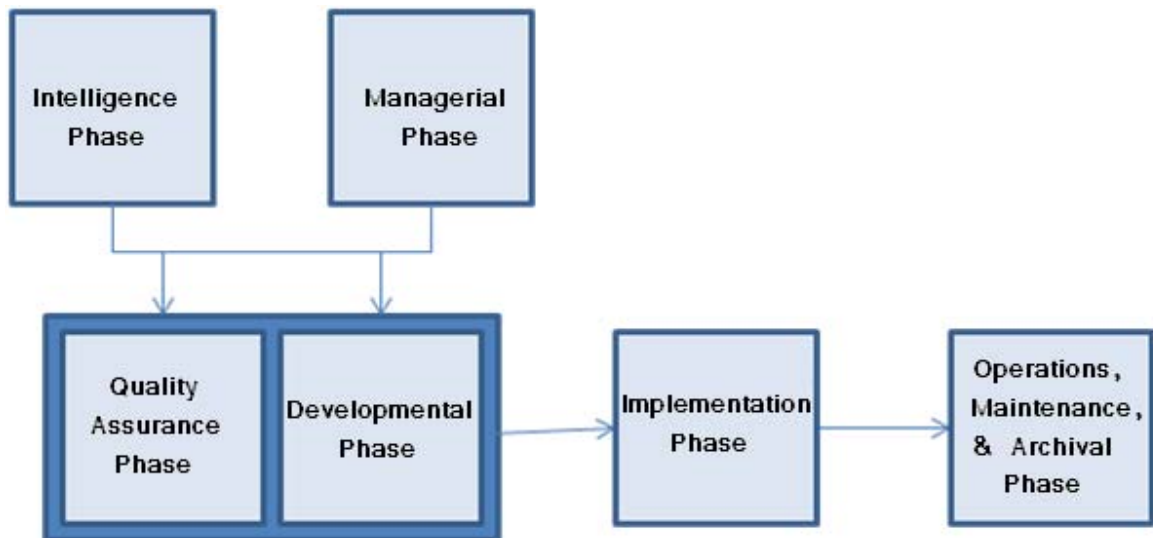 Intelligence
Phase
Managerial
Phase
Quality
Assurance
Phase
Developmental
Phase
Implementation
Phase
Operations,
Maintenance,
& Archival
Phase